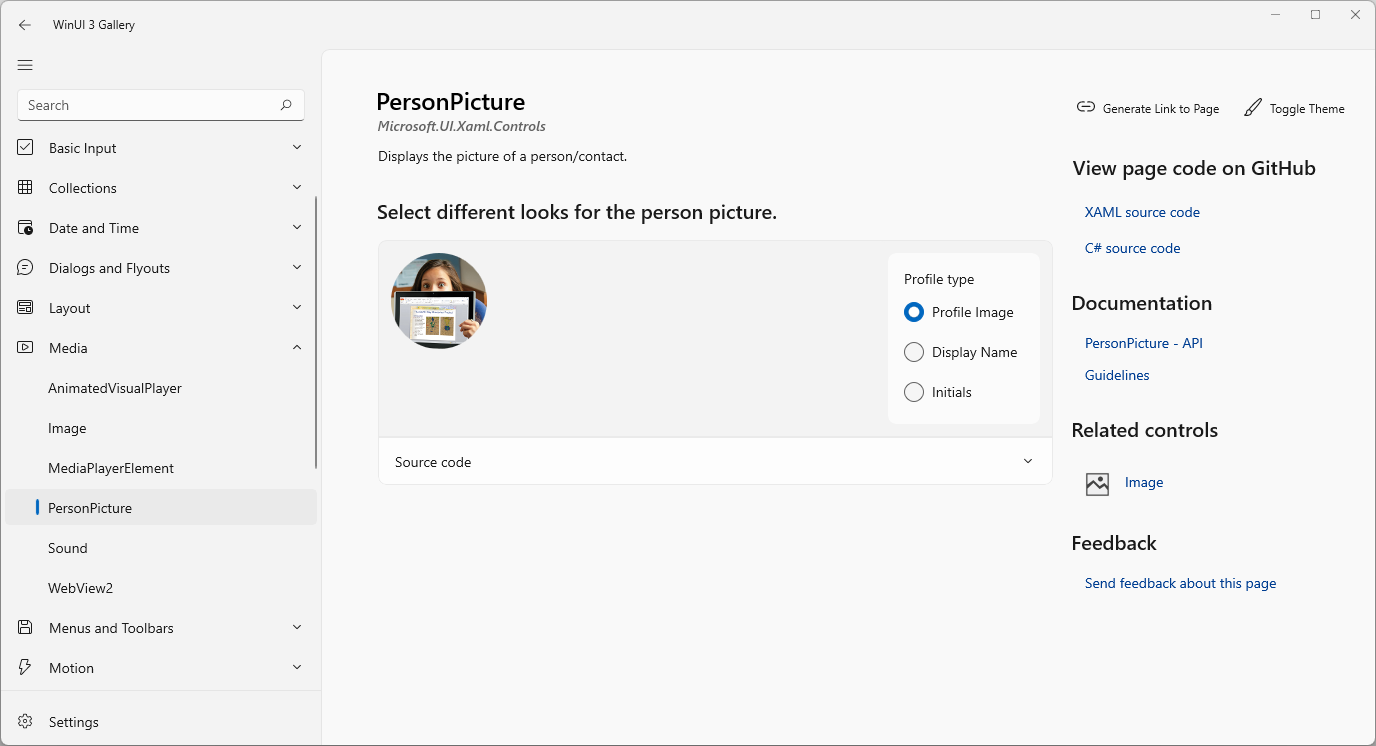 WinUI 3 Gallery
Search
Basic Input
Collections
Date and Time
Dialogs and Flyouts
Layout
Media
AnimatedVisualPlayer
Image
MediaPlayerElement
PersonPicture
Sound
WebView2
Menus and Toolbars
Motion
Settings
PersonPicture
Microsoft.UI.Xaml.Controls
Displays the picture of a person/contact.
Select different looks for the person picture.
Profile type
Profile Image
Display Name
Initials
Source code
Generate Link to Page
Toggle Theme
View page code on GitHub
XAML source code
C# source code
Documentation
PersonPicture - API
Guidelines
Related controls
Image
Feedback
Send feedback about this page